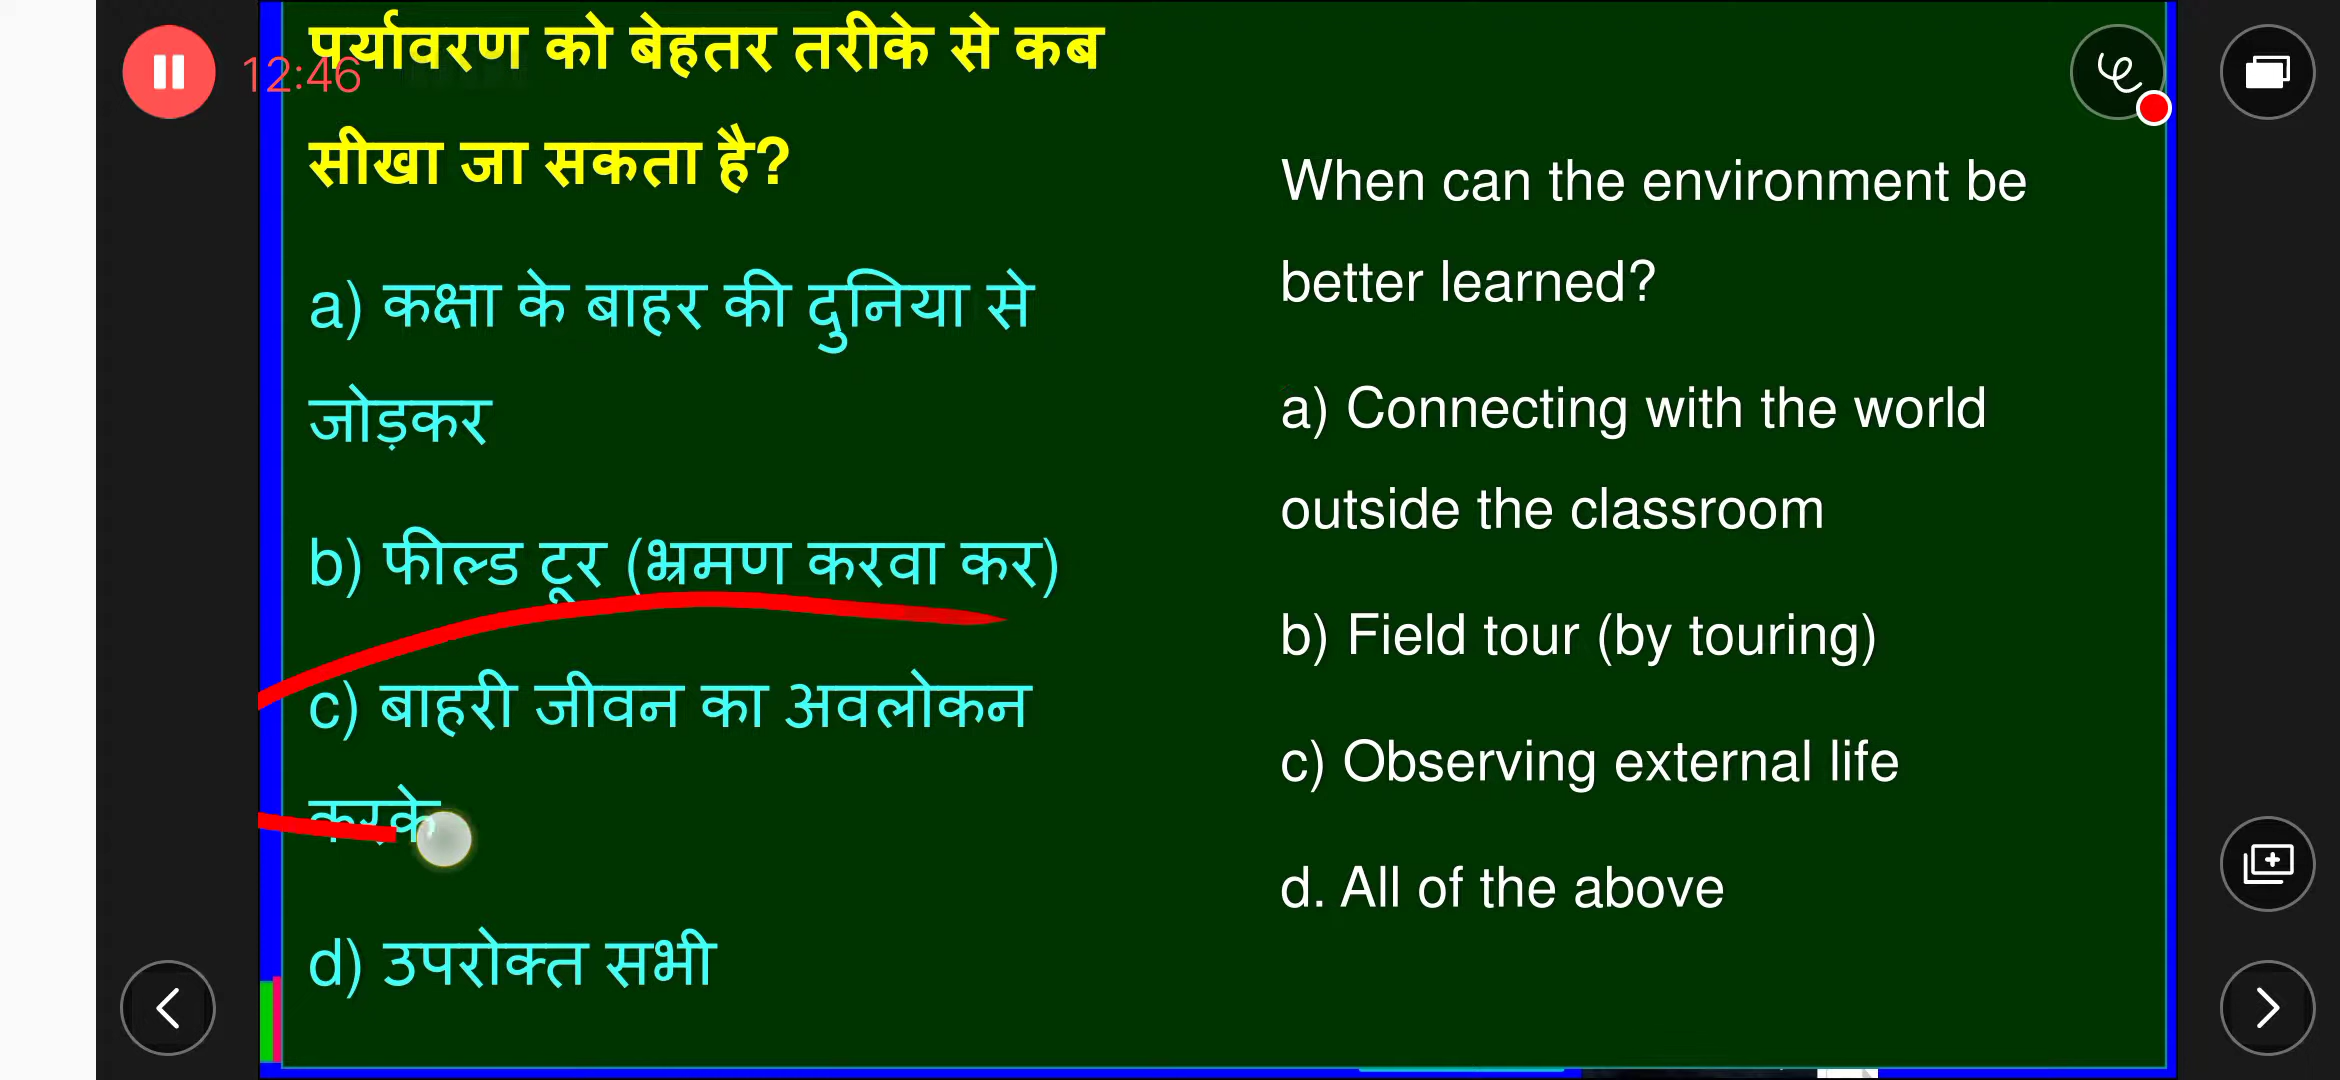 पर्यावरण को बेहतर तरीके से कब
12:46
सीखा जा सकता है?
a) कक्षा के बाहर की दुनिया से
जोड़कर
b) फील्ड टूर (भ्रमण करवा कर)
c) बाहरी जीवन का अवलोकन
करके
d) उपरोक्त सभी
When can the environment be
better learned?
a) Connecting with the world
outside the classroom
b) Field tour (by touring)
c) Observing external life
d. All of the above